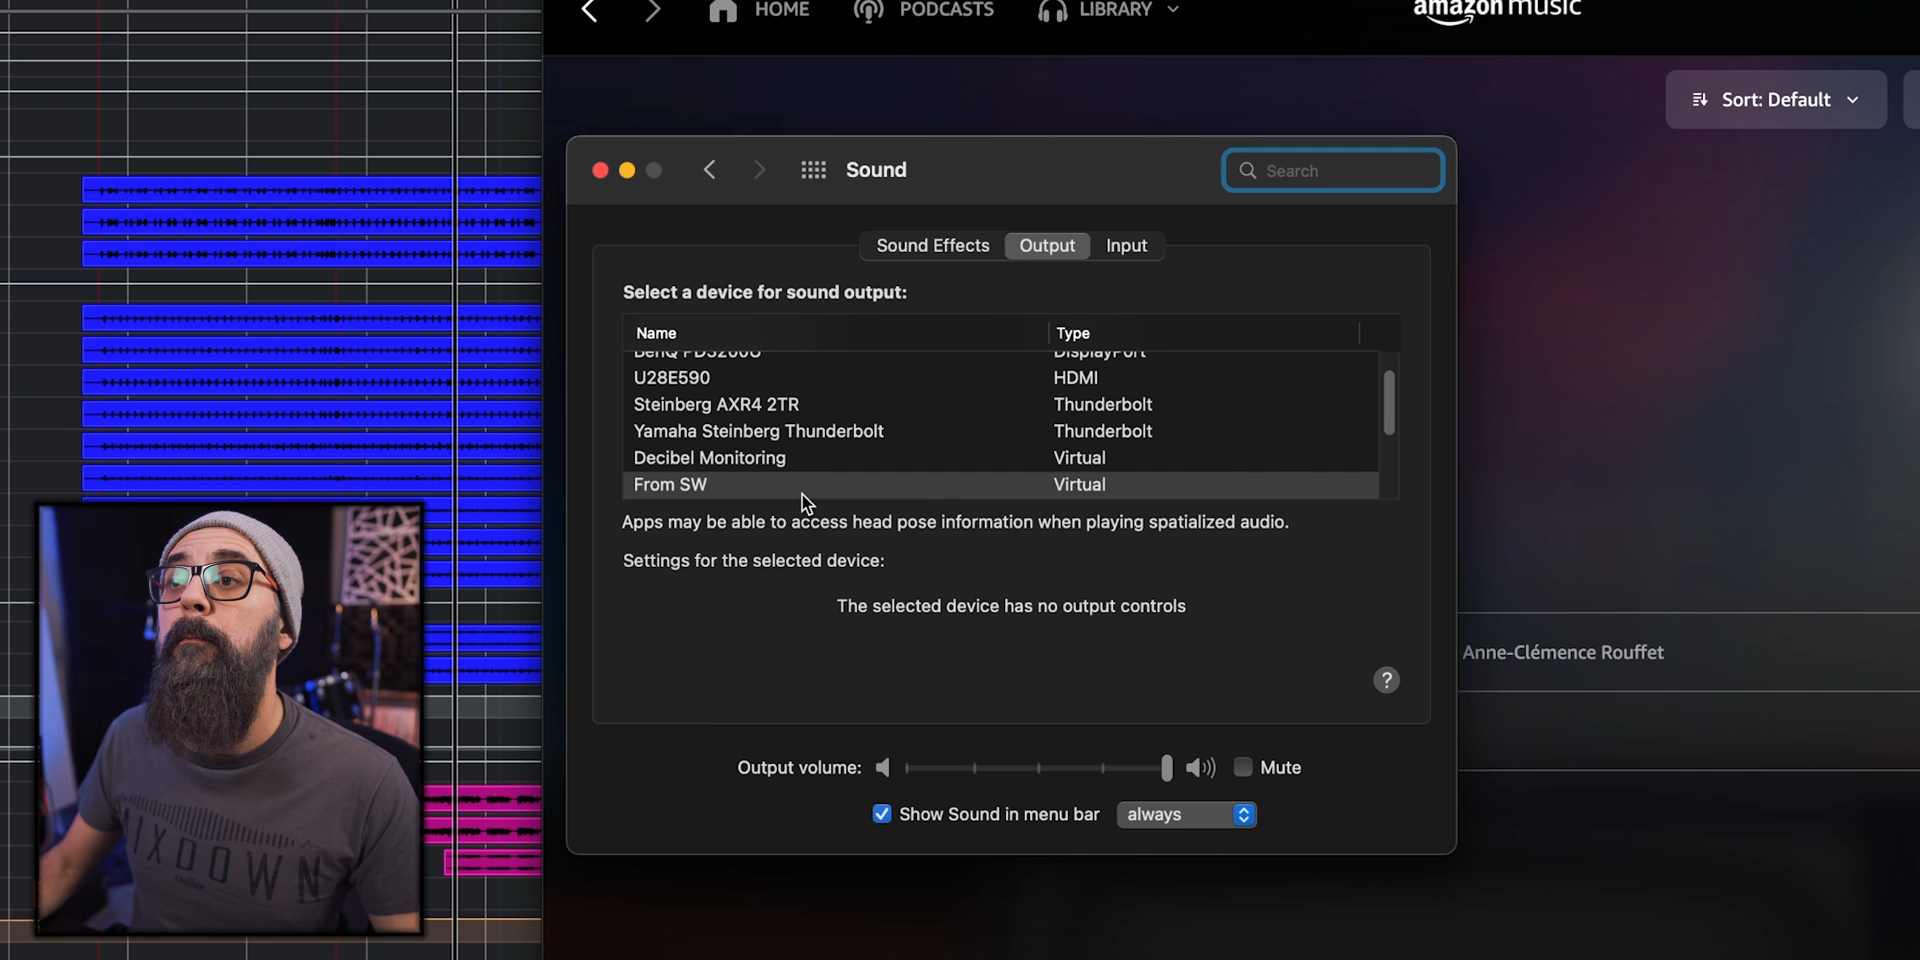 HOME
PODCASTS
LIBRARY
amazon music
Sort: Default
Sound
Search
Sound Effects
Output
Input
Select a device for sound output:
Name Type
BenQ PD3200U DisplayPort
U28E590 HDMI
Steinberg AXR4 2TR Thunderbolt
Yamaha Steinberg Thunderbolt Thunderbolt
Decibel Monitoring Virtual
From SW Virtual
Apps may be able to access head pose information when playing spatialized audio.
Settings for the selected device:
The selected device has no output controls
Anne-Clémence Rouffet
?
Output volume: Mute
Show Sound in menu bar always
MIXDOWN